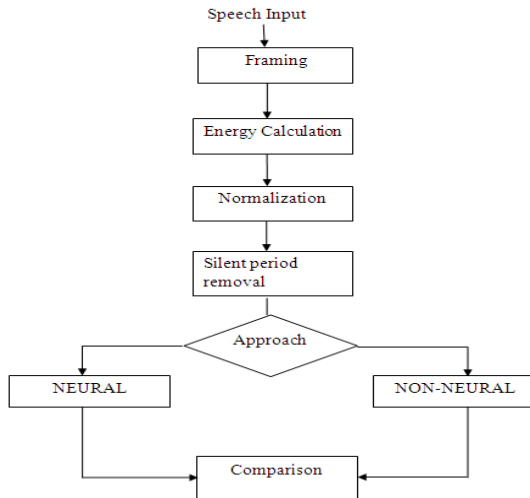 Speech Input
Framing
Energy Calculation
Normalization
Silent period
removal
Approach
NEURAL
NON-NEURAL
Comparison